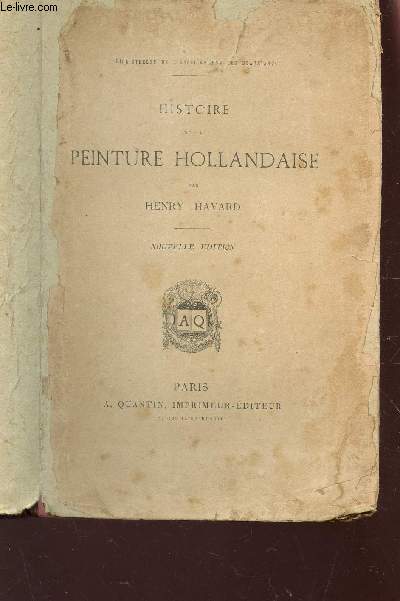 Le-livre.com
HISTOIRE
PEINTURE HOLLANDAISE
PAR
HENRY HAVARD
NOUVELLE ÉDITION
AQ
PARIS
A. QUANTIN, IMPRIMEUR-ÉDITEUR